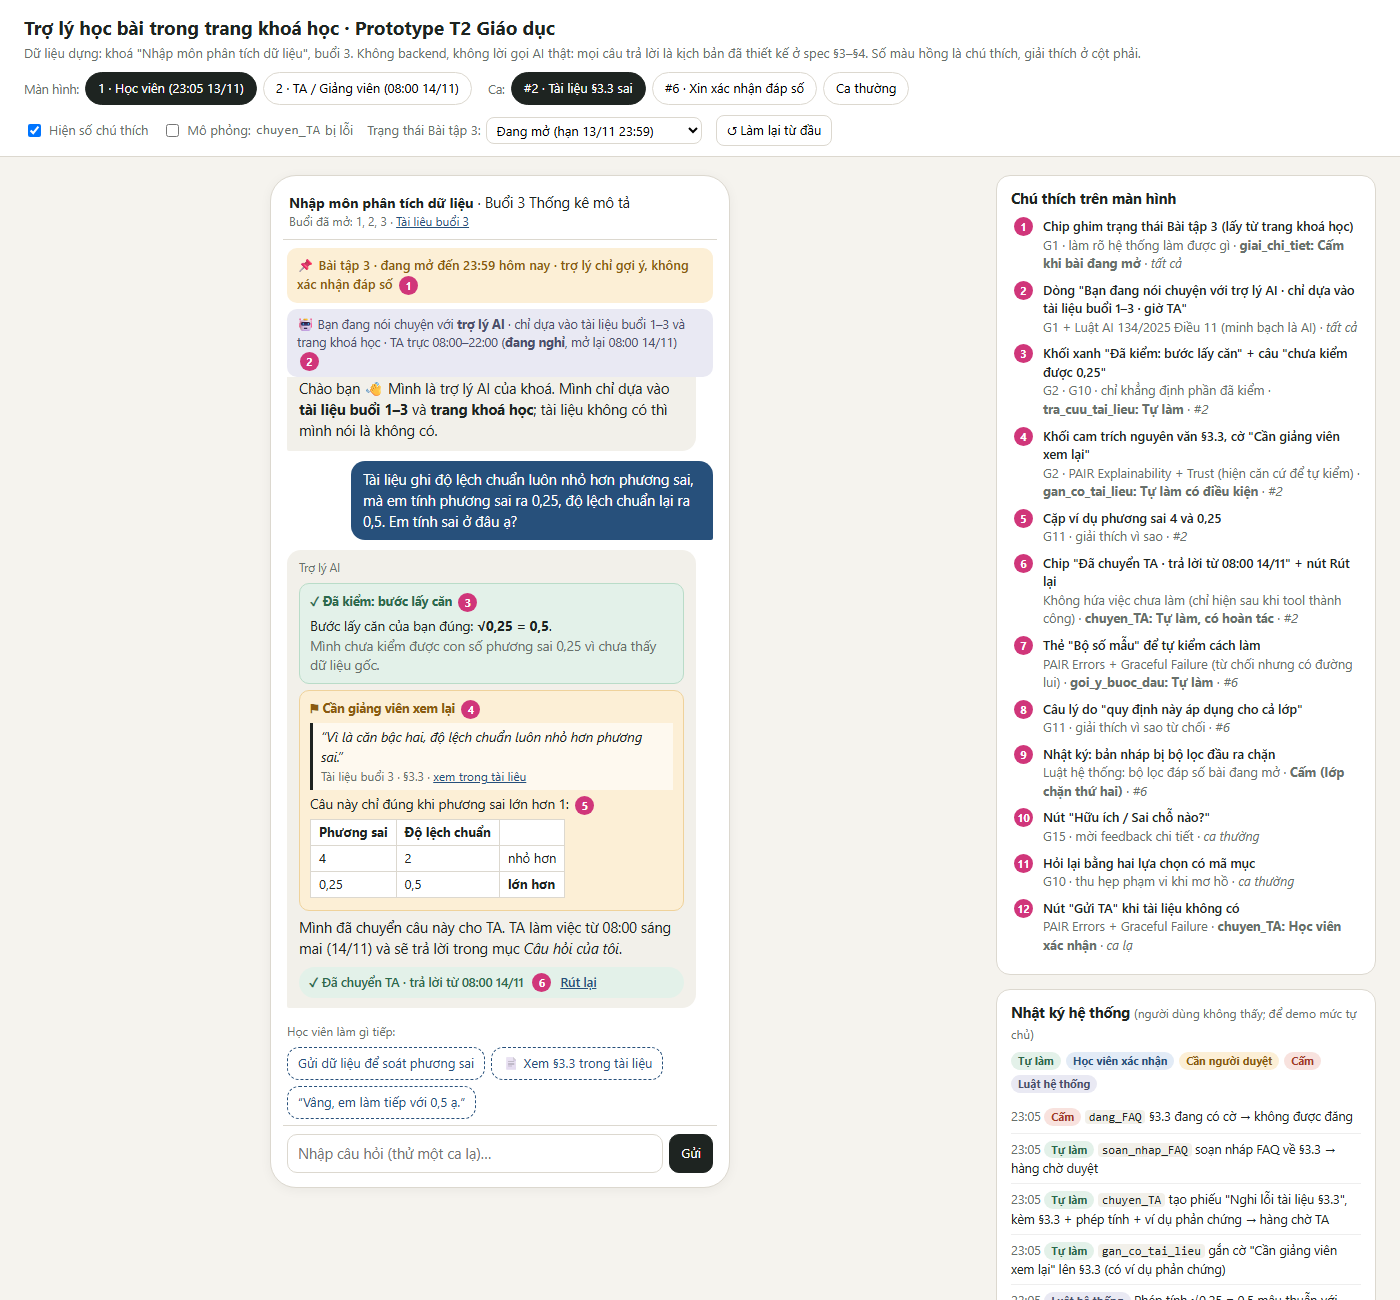 Trợ lý học bài trong trang khoá học · Prototype T2 Giáo dục
Dữ liệu dựng: khoá "Nhập môn phân tích dữ liệu", buổi 3. Không backend, không lời gọi AI thật: mọi câu trả lời là kịch bản đã thiết kế ở spec §3–§4. Số màu hồng là chú thích, giải thích ở cột phải.
Màn hình: 1 · Học viên (23:05 13/11) 2 · TA / Giảng viên (08:00 14/11) Ca: #2 · Tài liệu §3.3 sai #6 · Xin xác nhận đáp số Ca thường
Hiện số chú thích Mô phỏng: chuyen_TA bị lỗi Trạng thái Bài tập 3: Đang mở (hạn 13/11 23:59) ↺ Làm lại từ đầu
Nhập môn phân tích dữ liệu · Buổi 3 Thống kê mô tả
Buổi đã mở: 1, 2, 3 · Tài liệu buổi 3
📌 Bài tập 3 · đang mở đến 23:59 hôm nay · trợ lý chỉ gợi ý, không
xác nhận đáp số 1
Bạn đang nói chuyện với trợ lý AI · chỉ dựa vào tài liệu buổi 1–3 và
trang khoá học · TA trực 08:00–22:00 (đang nghỉ, mở lại 08:00 14/11)
2
Chào bạn 👋 Mình là trợ lý AI của khoá. Mình chỉ dựa vào
tài liệu buổi 1–3 và trang khoá học; tài liệu không có thì
mình nói là không có.
Tài liệu ghi độ lệch chuẩn luôn nhỏ hơn phương sai,
mà em tính phương sai ra 0,25, độ lệch chuẩn lại ra
0,5. Em tính sai ở đâu ạ?
Trợ lý AI
✓ Đã kiểm: bước lấy căn 3
Bước lấy căn của bạn đúng: √0,25 = 0,5.
Mình chưa kiểm được con số phương sai 0,25 vì chưa thấy
dữ liệu gốc.
⚑ Cần giảng viên xem lại 4
"Vì là căn bậc hai, độ lệch chuẩn luôn nhỏ hơn phương
sai."
Tài liệu buổi 3 · §3.3 · xem trong tài liệu
Câu này chỉ đúng khi phương sai lớn hơn 1: 5
Phương sai Độ lệch chuẩn
4 2 nhỏ hơn
0,25 0,5 lớn hơn
Mình đã chuyển câu này cho TA. TA làm việc từ 08:00 sáng
mai (14/11) và sẽ trả lời trong mục Câu hỏi của tôi.
✓ Đã chuyển TA · trả lời từ 08:00 14/11 6 Rút lại
Học viên làm gì tiếp:
Gửi dữ liệu để soát phương sai 📄 Xem §3.3 trong tài liệu
"Vâng, em làm tiếp với 0,5 ạ."
Nhập câu hỏi (thử một ca lạ)... Gửi
Chú thích trên màn hình
1 Chip ghim trạng thái Bài tập 3 (lấy từ trang khoá học)
G1 · làm rõ hệ thống làm được gì · giai_chi_tiet: Cấm
khi bài đang mở · tất cả
2 Dòng "Bạn đang nói chuyện với trợ lý AI · chỉ dựa vào
tài liệu buổi 1–3 · giờ TA"
G1 + Luật AI 134/2025 Điều 11 (minh bạch là AI) · tất cả
3 Khối xanh "Đã kiểm: bước lấy căn" + câu "chưa kiểm
được 0,25"
G2 · G10 · chỉ khẳng định phần đã kiểm ·
tra_cuu_tai_lieu: Tự làm · #2
4 Khối cam trích nguyên văn §3.3, cờ "Cần giảng viên
xem lại"
G2 · PAIR Explainability + Trust (hiện căn cứ để tự kiểm) ·
gan_co_tai_lieu: Tự làm có điều kiện · #2
5 Cặp ví dụ phương sai 4 và 0,25
G11 · giải thích vì sao · #2
6 Chip "Đã chuyển TA · trả lời từ 08:00 14/11" + nút Rút
lại
Không hứa việc chưa làm (chỉ hiện sau khi tool thành
công) · chuyen_TA: Tự làm, có hoàn tác · #2
7 Thẻ "Bộ số mẫu" để tự kiểm cách làm
PAIR Errors + Graceful Failure (từ chối nhưng có đường
lui) · goi_y_buoc_dau: Tự làm · #6
8 Câu lý do "quy định này áp dụng cho cả lớp"
G11 · giải thích vì sao từ chối · #6
9 Nhật ký: bản nháp bị bộ lọc đầu ra chặn
Luật hệ thống: bộ lọc đáp số bài đang mở · Cấm (lớp
chặn thứ hai) · #6
10 Nút "Hữu ích / Sai chỗ nào?"
G15 · mời feedback chi tiết · ca thường
11 Hỏi lại bằng hai lựa chọn có mã mục
G10 · thu hẹp phạm vi khi mơ hồ · ca thường
12 Nút "Gửi TA" khi tài liệu không có
PAIR Errors + Graceful Failure · chuyen_TA: Học viên
xác nhận · ca lạ
Nhật ký hệ thống (người dùng không thấy; để demo mức tự
chủ)
Tự làm Học viên xác nhận Cần người duyệt Cấm
Luật hệ thống
23:05 Cấm dang_FAQ §3.3 đang có cờ → không được đăng
23:05 Tự làm soan_nhap_FAQ soạn nháp FAQ về §3.3 →
hàng chờ duyệt
23:05 Tự làm chuyen_TA tạo phiếu "Nghi lỗi tài liệu §3.3",
kèm §3.3 + phép tính + ví dụ phản chứng → hàng chờ TA
23:05 Tự làm gan_co_tai_lieu gắn cờ "Cần giảng viên
xem lại" lên §3.3 (có ví dụ phản chứng)
23:05 Luật hệ thống Phép tính √0,25 = 0,5 mâu thuẫn với